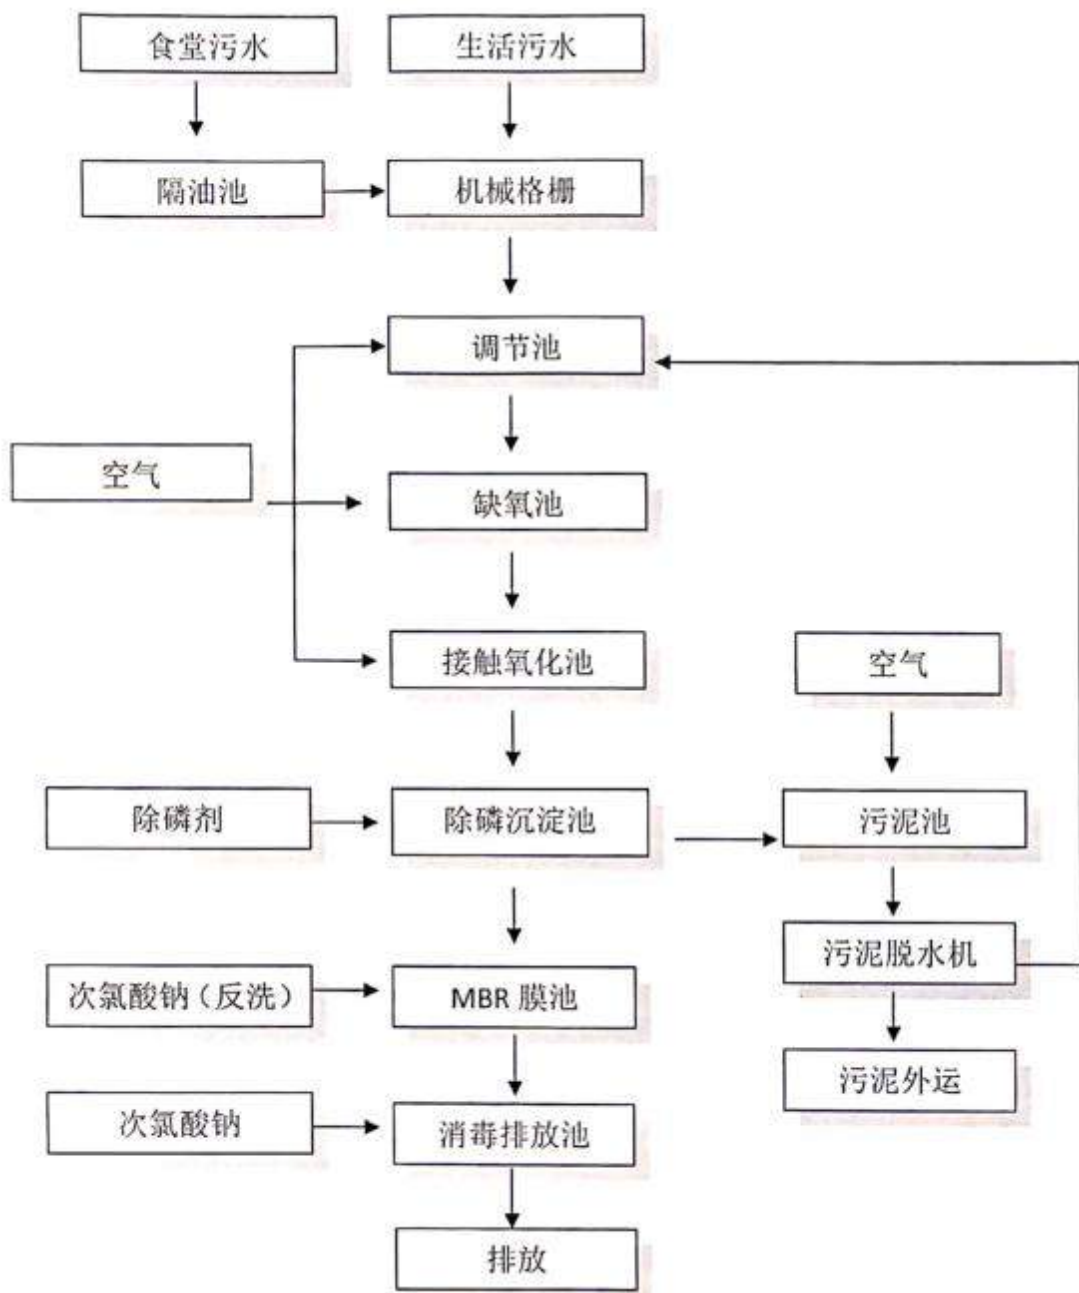 食堂污水
生活污水
隔油池
机械格栅
调节池
空气
缺氧池
接触氧化池
空气
除磷剂
除磷沉淀池
污泥池
污泥脱水机
次氯酸钠（反洗）
MBR 膜池
污泥外运
次氯酸钠
消毒排放池
排放